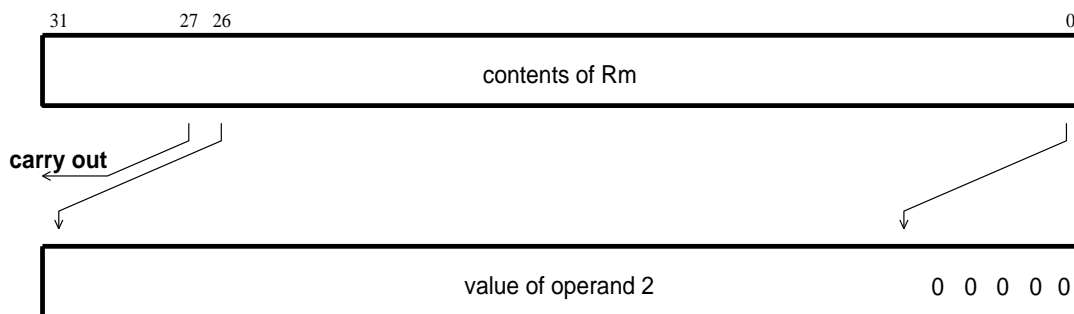 31 27 26 0
contents of Rm
carry out
value of operand 2 0 0 0 0 0